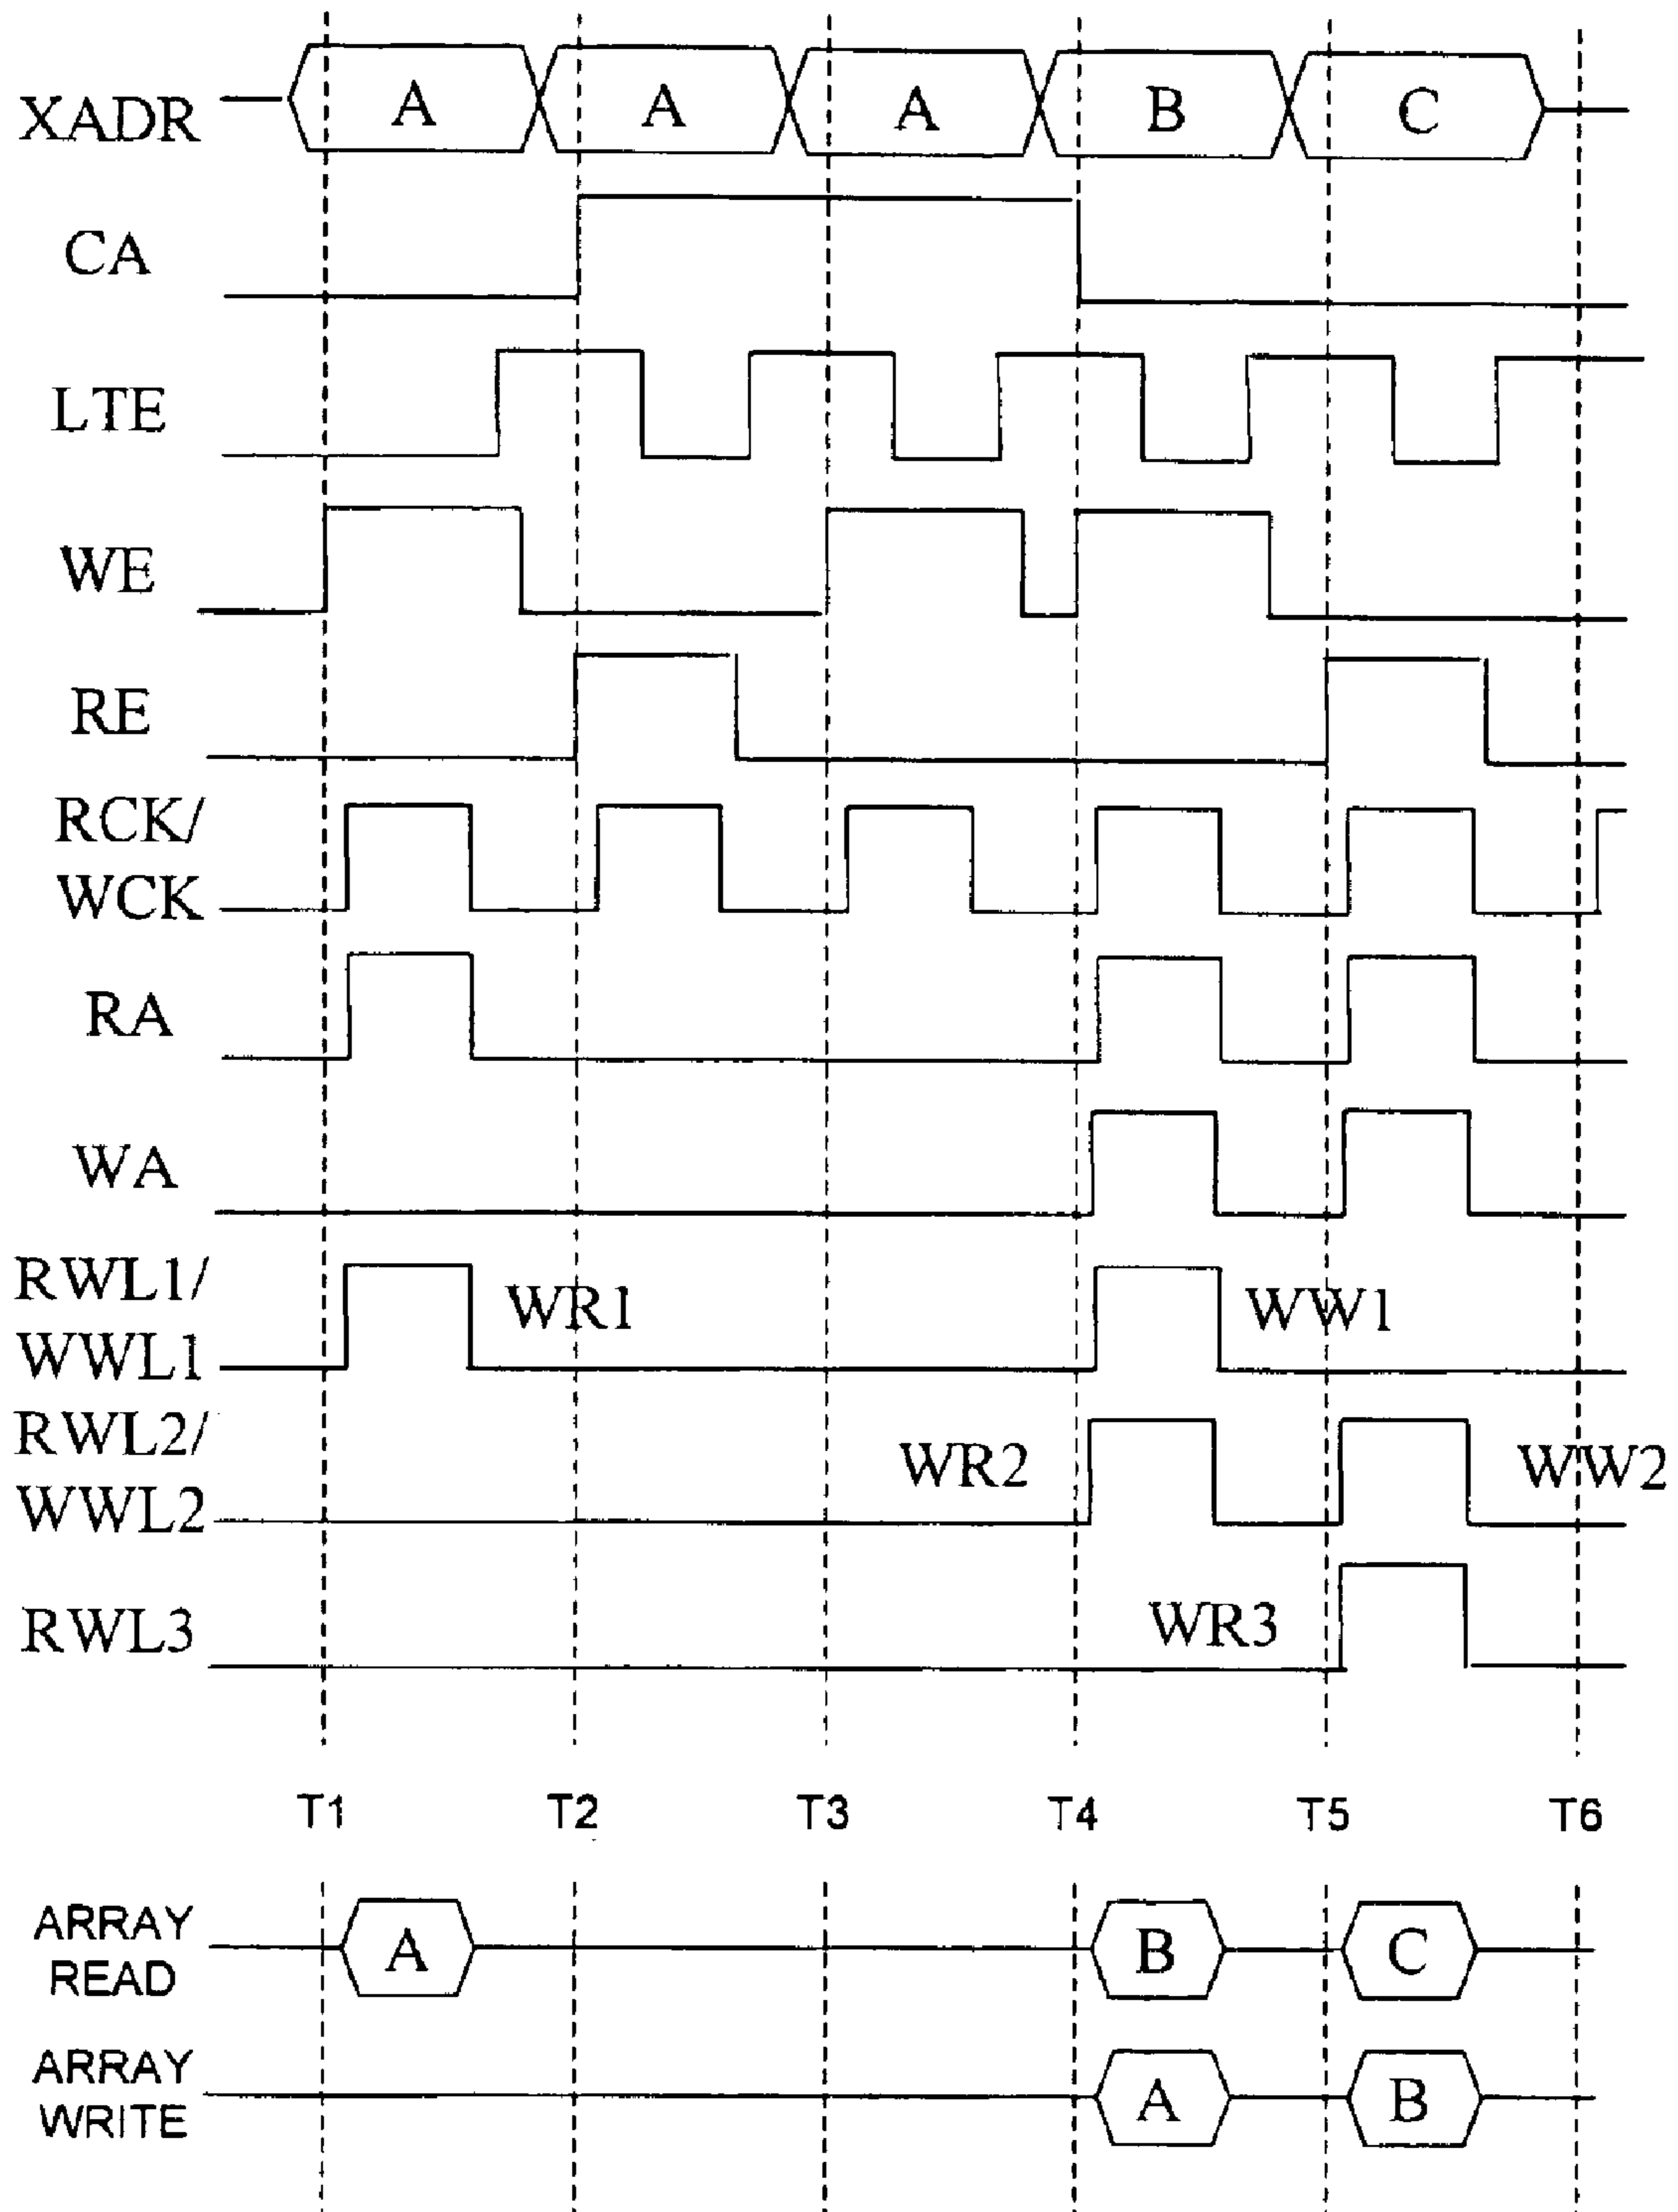 XADR A A A B C
CA
LTE
WE
RE
RCK/
WCK
RA
WA
RWL1/ WR1 WW1
WWL1
RWL2/ WR2 WW2
WWL2
RWL3 WR3
T1 T2 T3 T4 T5 T6
ARRAY
READ A B C
ARRAY
WRITE A B